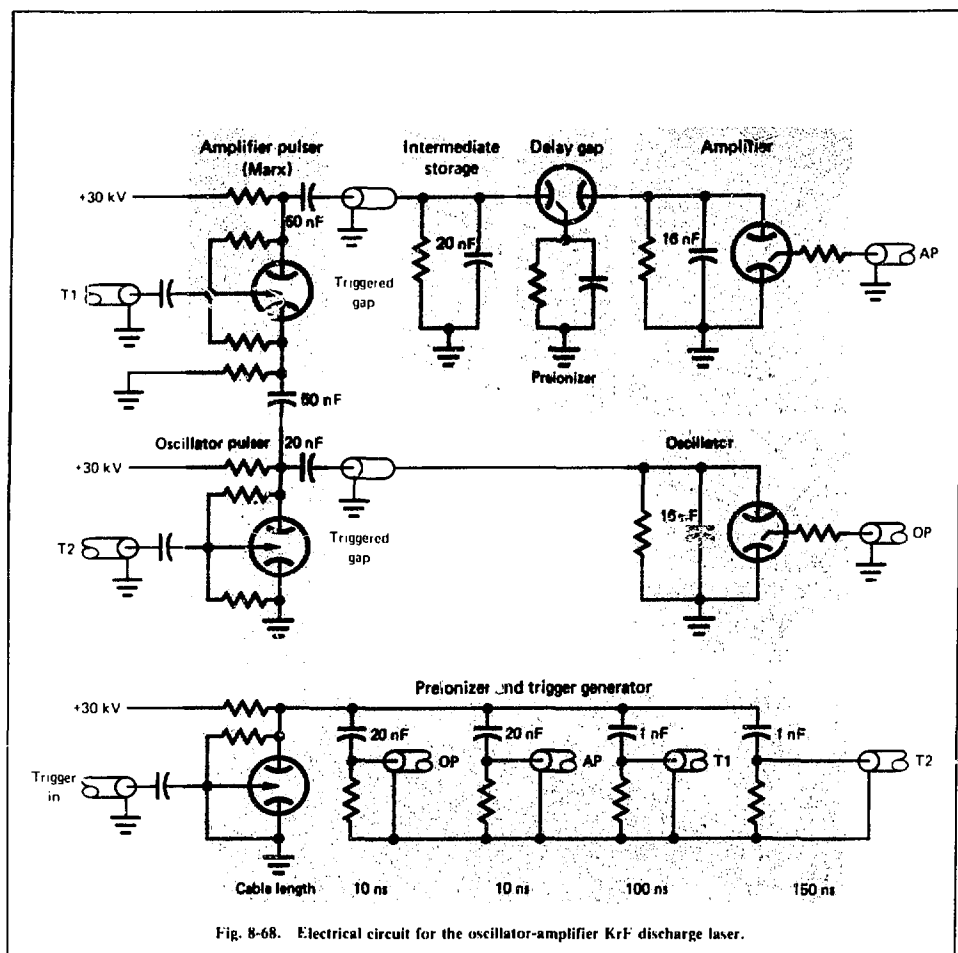 Amplifier pulser
(Marx)
Intermediate
storage
Delay gap
Amplifier
+30 kV
60 nF
20 nF
16 nF
AP
T1
Triggered
gap
Preionizer
60 nF
Oscillator pulser
20 nF
Oscillator
+30 kV
T2
Triggered
gap
OP
Preionizer and trigger generator
+30 kV
20 nF
20 nF
1 nF
1 nF
OP
AP
T1
T2
Trigger
in
Cable length
10 ns
10 ns
100 ns
150 ns
Fig. 8-68. Electrical circuit for the oscillator-amplifier KrF discharge laser.